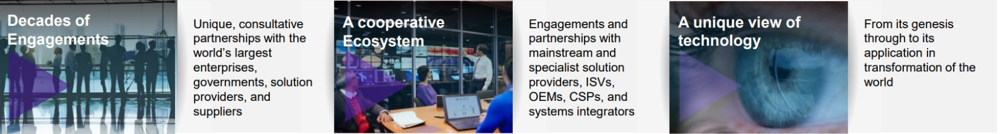 Decades of
Engagements
Unique, consultative
partnerships with the
world's largest
enterprises,
governments, solution
providers, and
suppliers
A cooperative
Ecosystem
Engagements and
partnerships with
mainstream and
specialist solution
providers, ISVs,
OEMs, CSPs, and
systems integrators
A unique view of
technology
From its genesis
through to its
application in
transformation of the
world